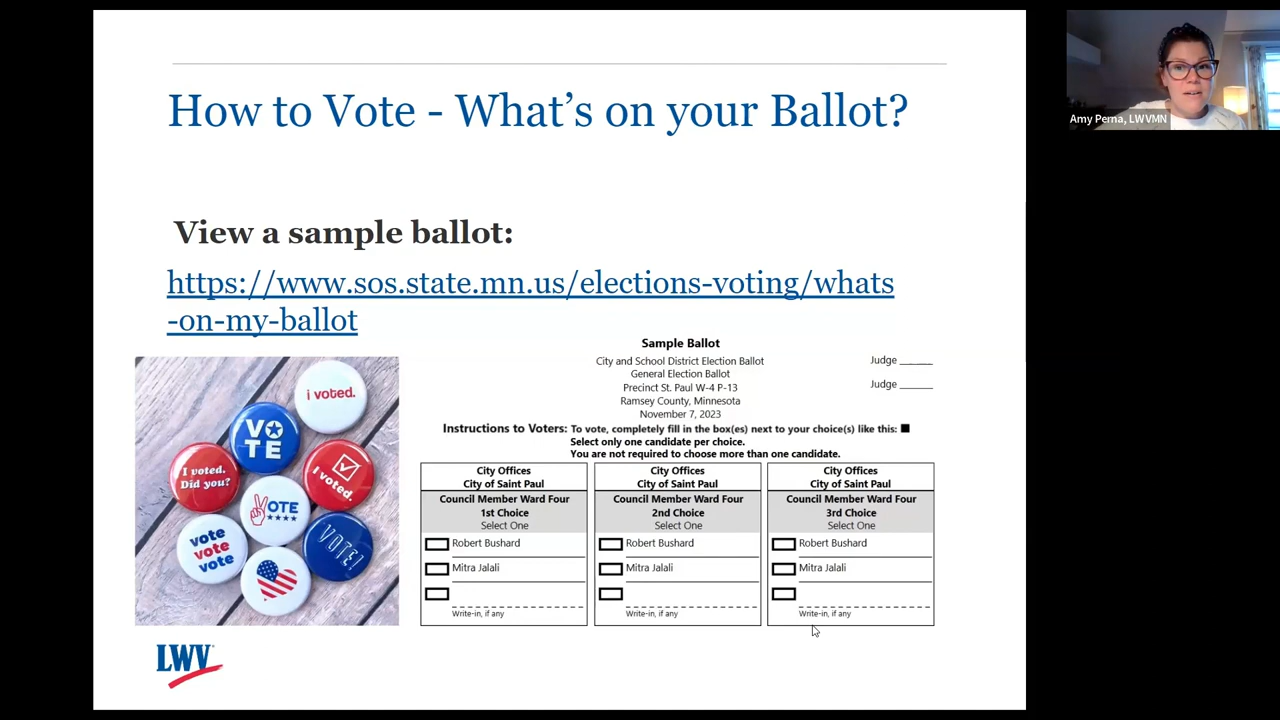 How to Vote - What's on your Ballot?
Amy Perna, LWVMN
View a sample ballot:
https://www.sos.state.mn.us/elections-voting/whats
-on-my-ballot
i voted.
VO
TE
I voted.
Did you?
I voted.
VOTE
vote
vote
vote
VOTE!
LWV
Sample Ballot
City and School District Election Ballot
General Election Ballot
Precinct St. Paul W-4 P-13
Ramsey County, Minnesota
November 7, 2023
Judge ______
Judge ______
Instructions to Voters: To vote, completely fill in the box(es) next to your choice(s) like this: ■
Select only one candidate per choice.
You are not required to choose more than one candidate.
City Offices
City of Saint Paul
Council Member Ward Four
1st Choice
Select One
Robert Bushard
Mitra Jalali
Write-in, if any
City Offices
City of Saint Paul
Council Member Ward Four
2nd Choice
Select One
Robert Bushard
Mitra Jalali
Write-in, if any
City Offices
City of Saint Paul
Council Member Ward Four
3rd Choice
Select One
Robert Bushard
Mitra Jalali
Write-in, if any